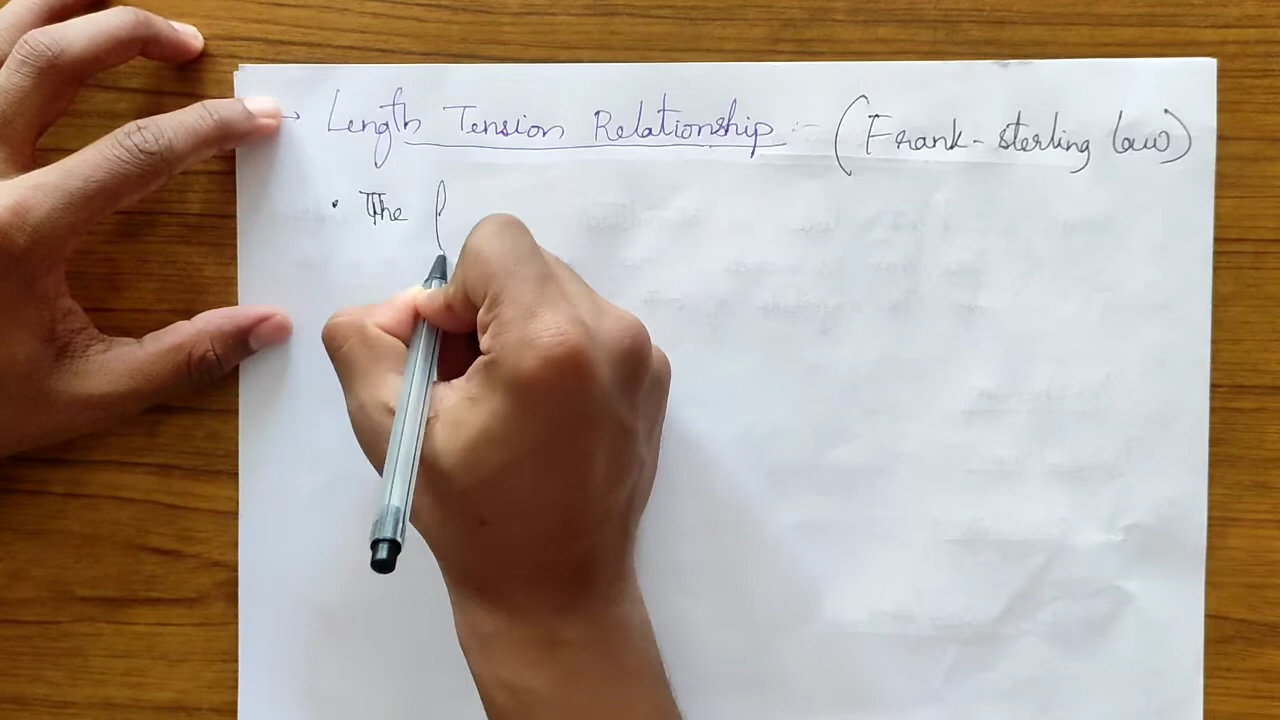 → Length Tension Relationship :- (Frank-sterling law)
• The f